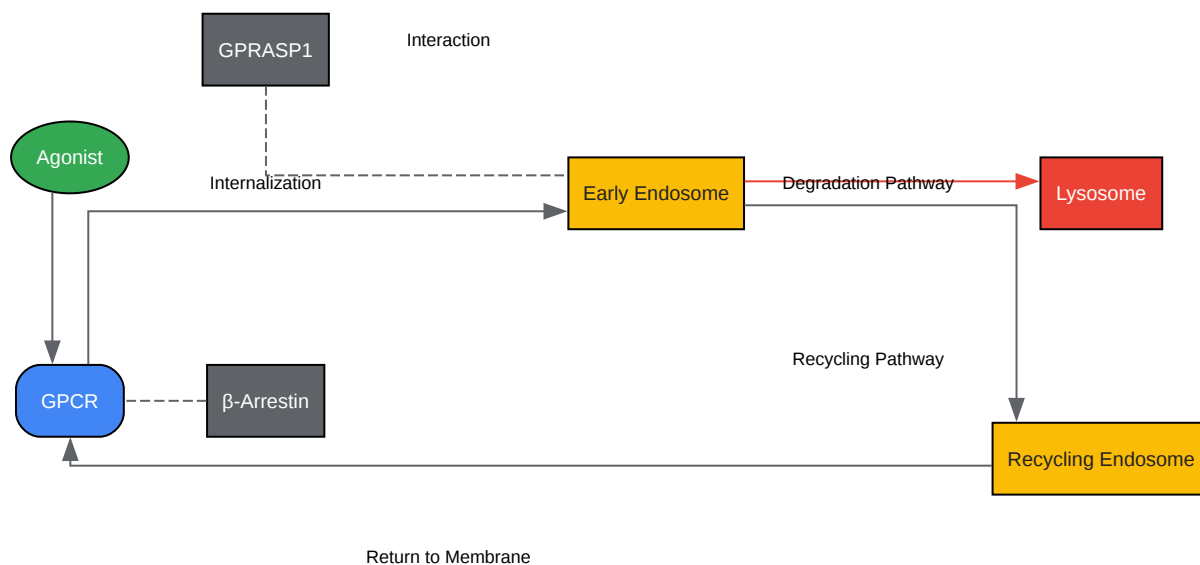 GPRASP1
Interaction
Agonist
Internalization
Early Endosome
Degradation Pathway
Lysosome
Recycling Pathway
GPCR
β-Arrestin
Recycling Endosome
Return to Membrane